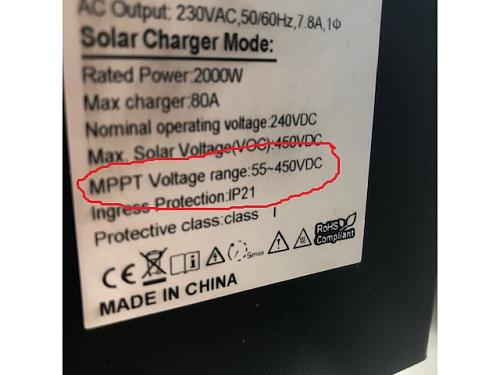 AC Output: 230VAC,50/60Hz,7.8A,1Φ
Solar Charger Mode:
Rated Power:2000W
Max charger:80A
Nominal operating voltage:240VDC
Max. Solar Voltage(VOC):450VDC
MPPT Voltage range:55~450VDC
Ingress Protection:IP21
Protective class:class I
CE 5min RoHS Compliant
MADE IN CHINA